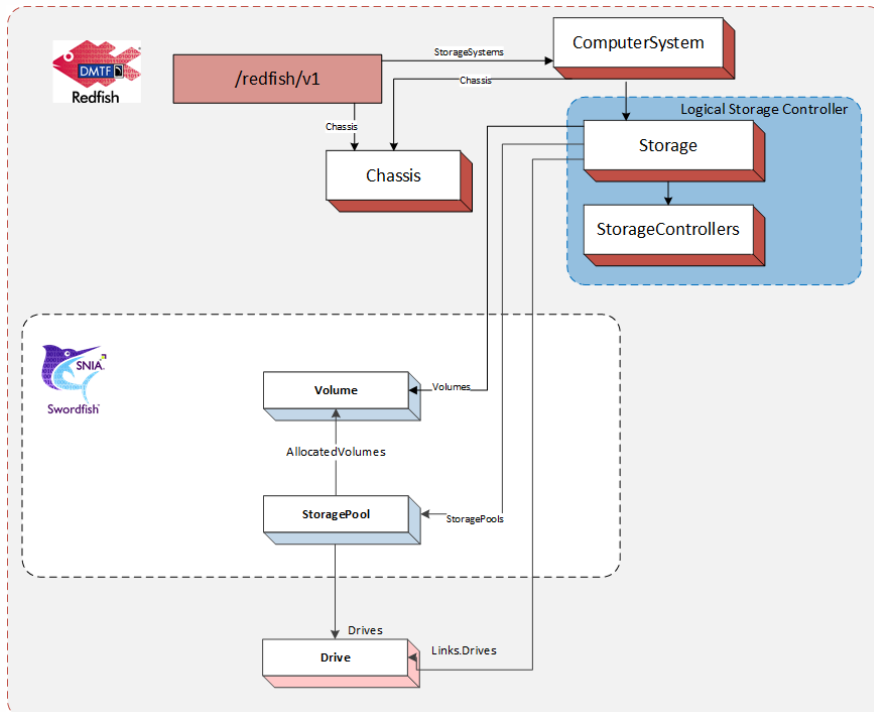 DMTF
Redfish
/redfish/v1
StorageSystems
ComputerSystem
Chassis
Chassis
Chassis
Logical Storage Controller
Storage
StorageControllers
SNIA
Swordfish
Volume
Volumes
AllocatedVolumes
StoragePool
StoragePools
Drives
Drive
Links.Drives